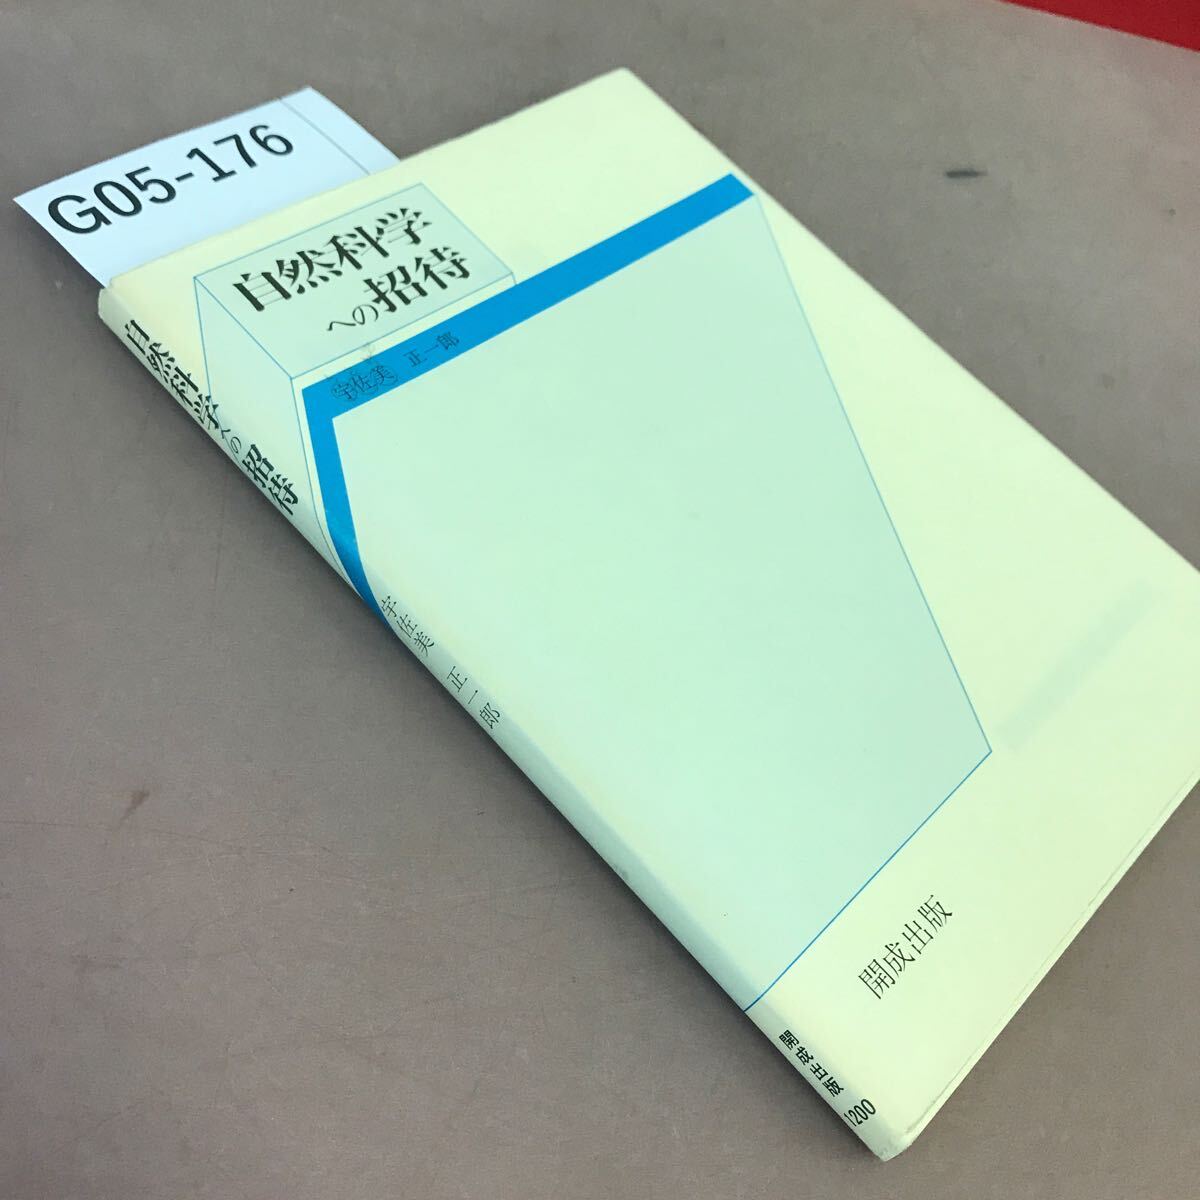 G05-176
自然科学
への招待
宇佐美 正一郎
開成出版
自然科学への招待
宇佐美 正一郎
開成出版
1200